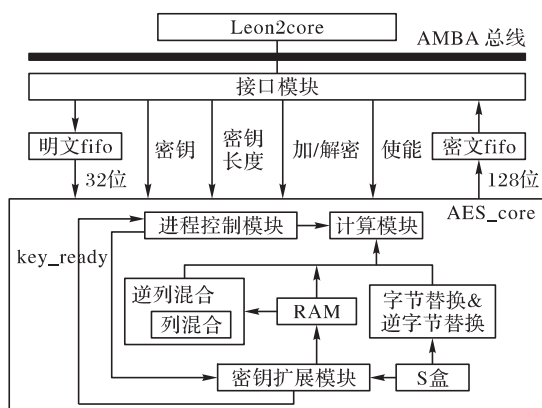 Leon2core
AMBA 总线
接口模块
明文fifo
密钥
密钥
长度
加/解密
使能
密文fifo
32位
128位
AES_core
进程控制模块
计算模块
key_ready
逆列混合
列混合
RAM
字节替换&
逆字节替换
密钥扩展模块
S盒